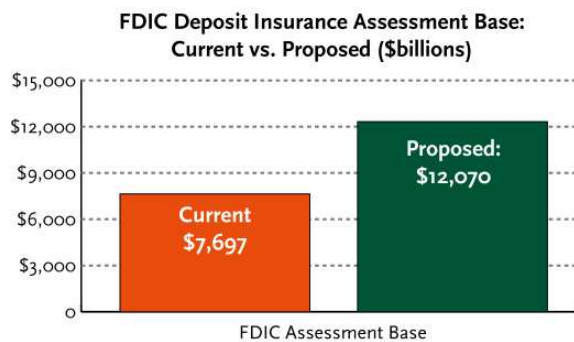 FDIC Deposit Insurance Assessment Base:
Current vs. Proposed ($billions)
$15,000
$12,000
$9,000
$6,000
$3,000
0
Current
$7,697
Proposed:
$12,070
FDIC Assessment Base